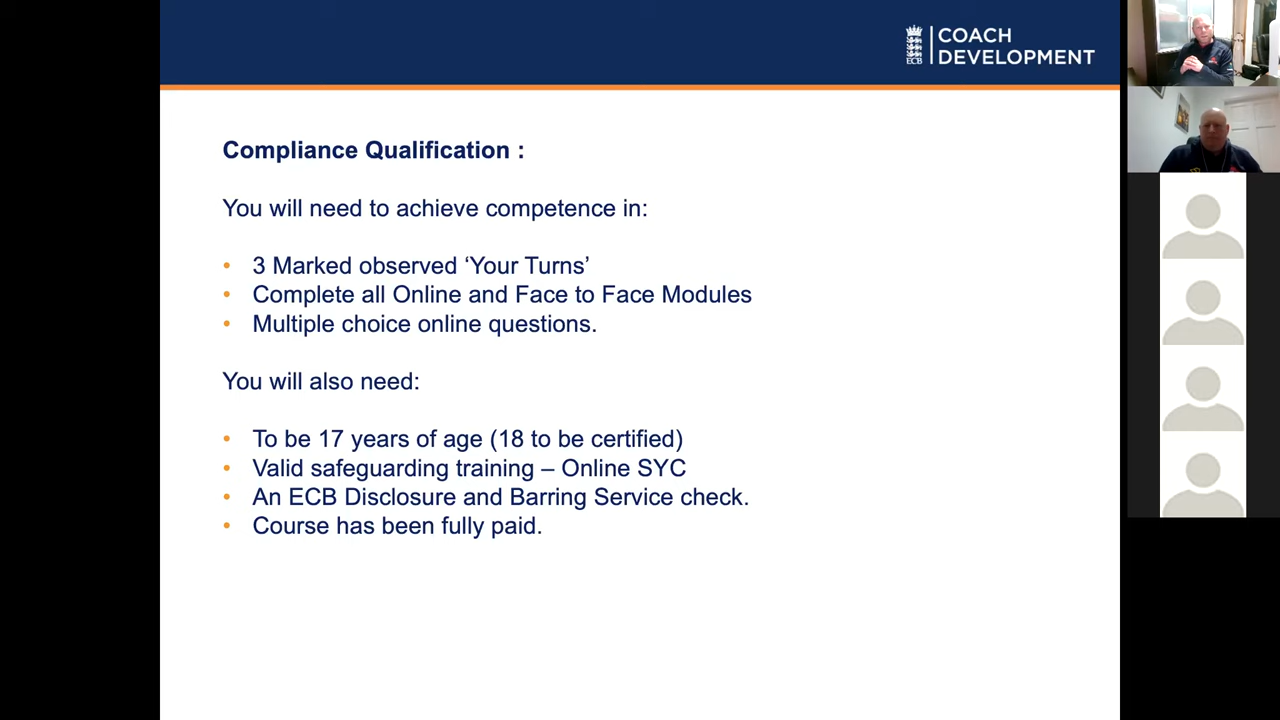 ECB
COACH
DEVELOPMENT
Compliance Qualification :
You will need to achieve competence in:
• 3 Marked observed ‘Your Turns’
• Complete all Online and Face to Face Modules
• Multiple choice online questions.
You will also need:
• To be 17 years of age (18 to be certified)
• Valid safeguarding training – Online SYC
• An ECB Disclosure and Barring Service check.
• Course has been fully paid.